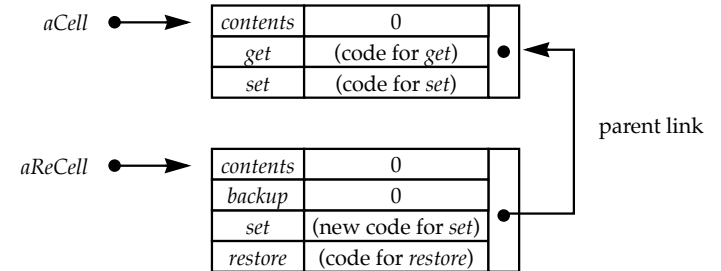 aCell
contents 0
get (code for get)
set (code for set)
parent link
aReCell
contents 0
backup 0
set (new code for set)
restore (code for restore)